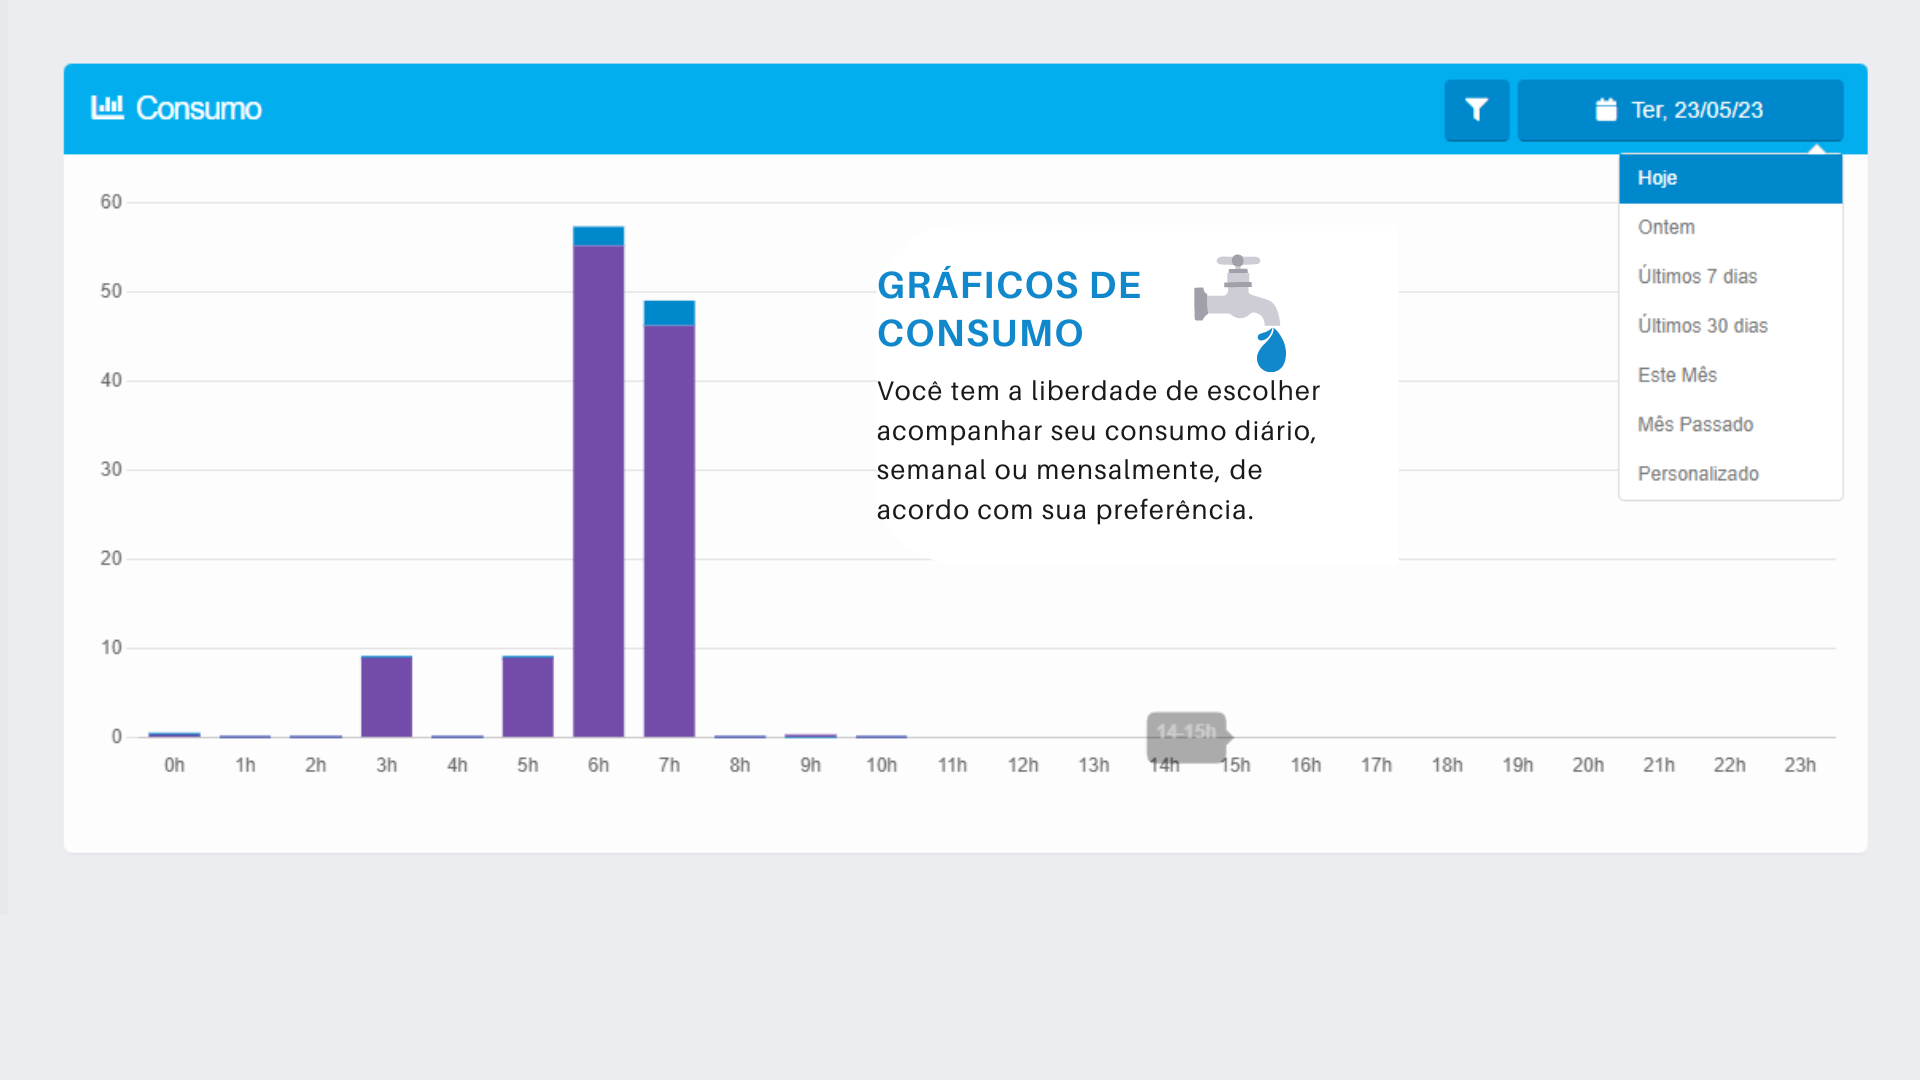 Consumo
Ter, 23/05/23
Hoje
Ontem
Últimos 7 dias
Últimos 30 dias
Este Mês
Mês Passado
Personalizado
GRÁFICOS DE
CONSUMO
Você tem a liberdade de escolher
acompanhar seu consumo diário,
semanal ou mensalmente, de
acordo com sua preferência.
60
50
40
30
20
10
0
14-15h
0h 1h 2h 3h 4h 5h 6h 7h 8h 9h 10h 11h 12h 13h 14h 15h 16h 17h 18h 19h 20h 21h 22h 23h